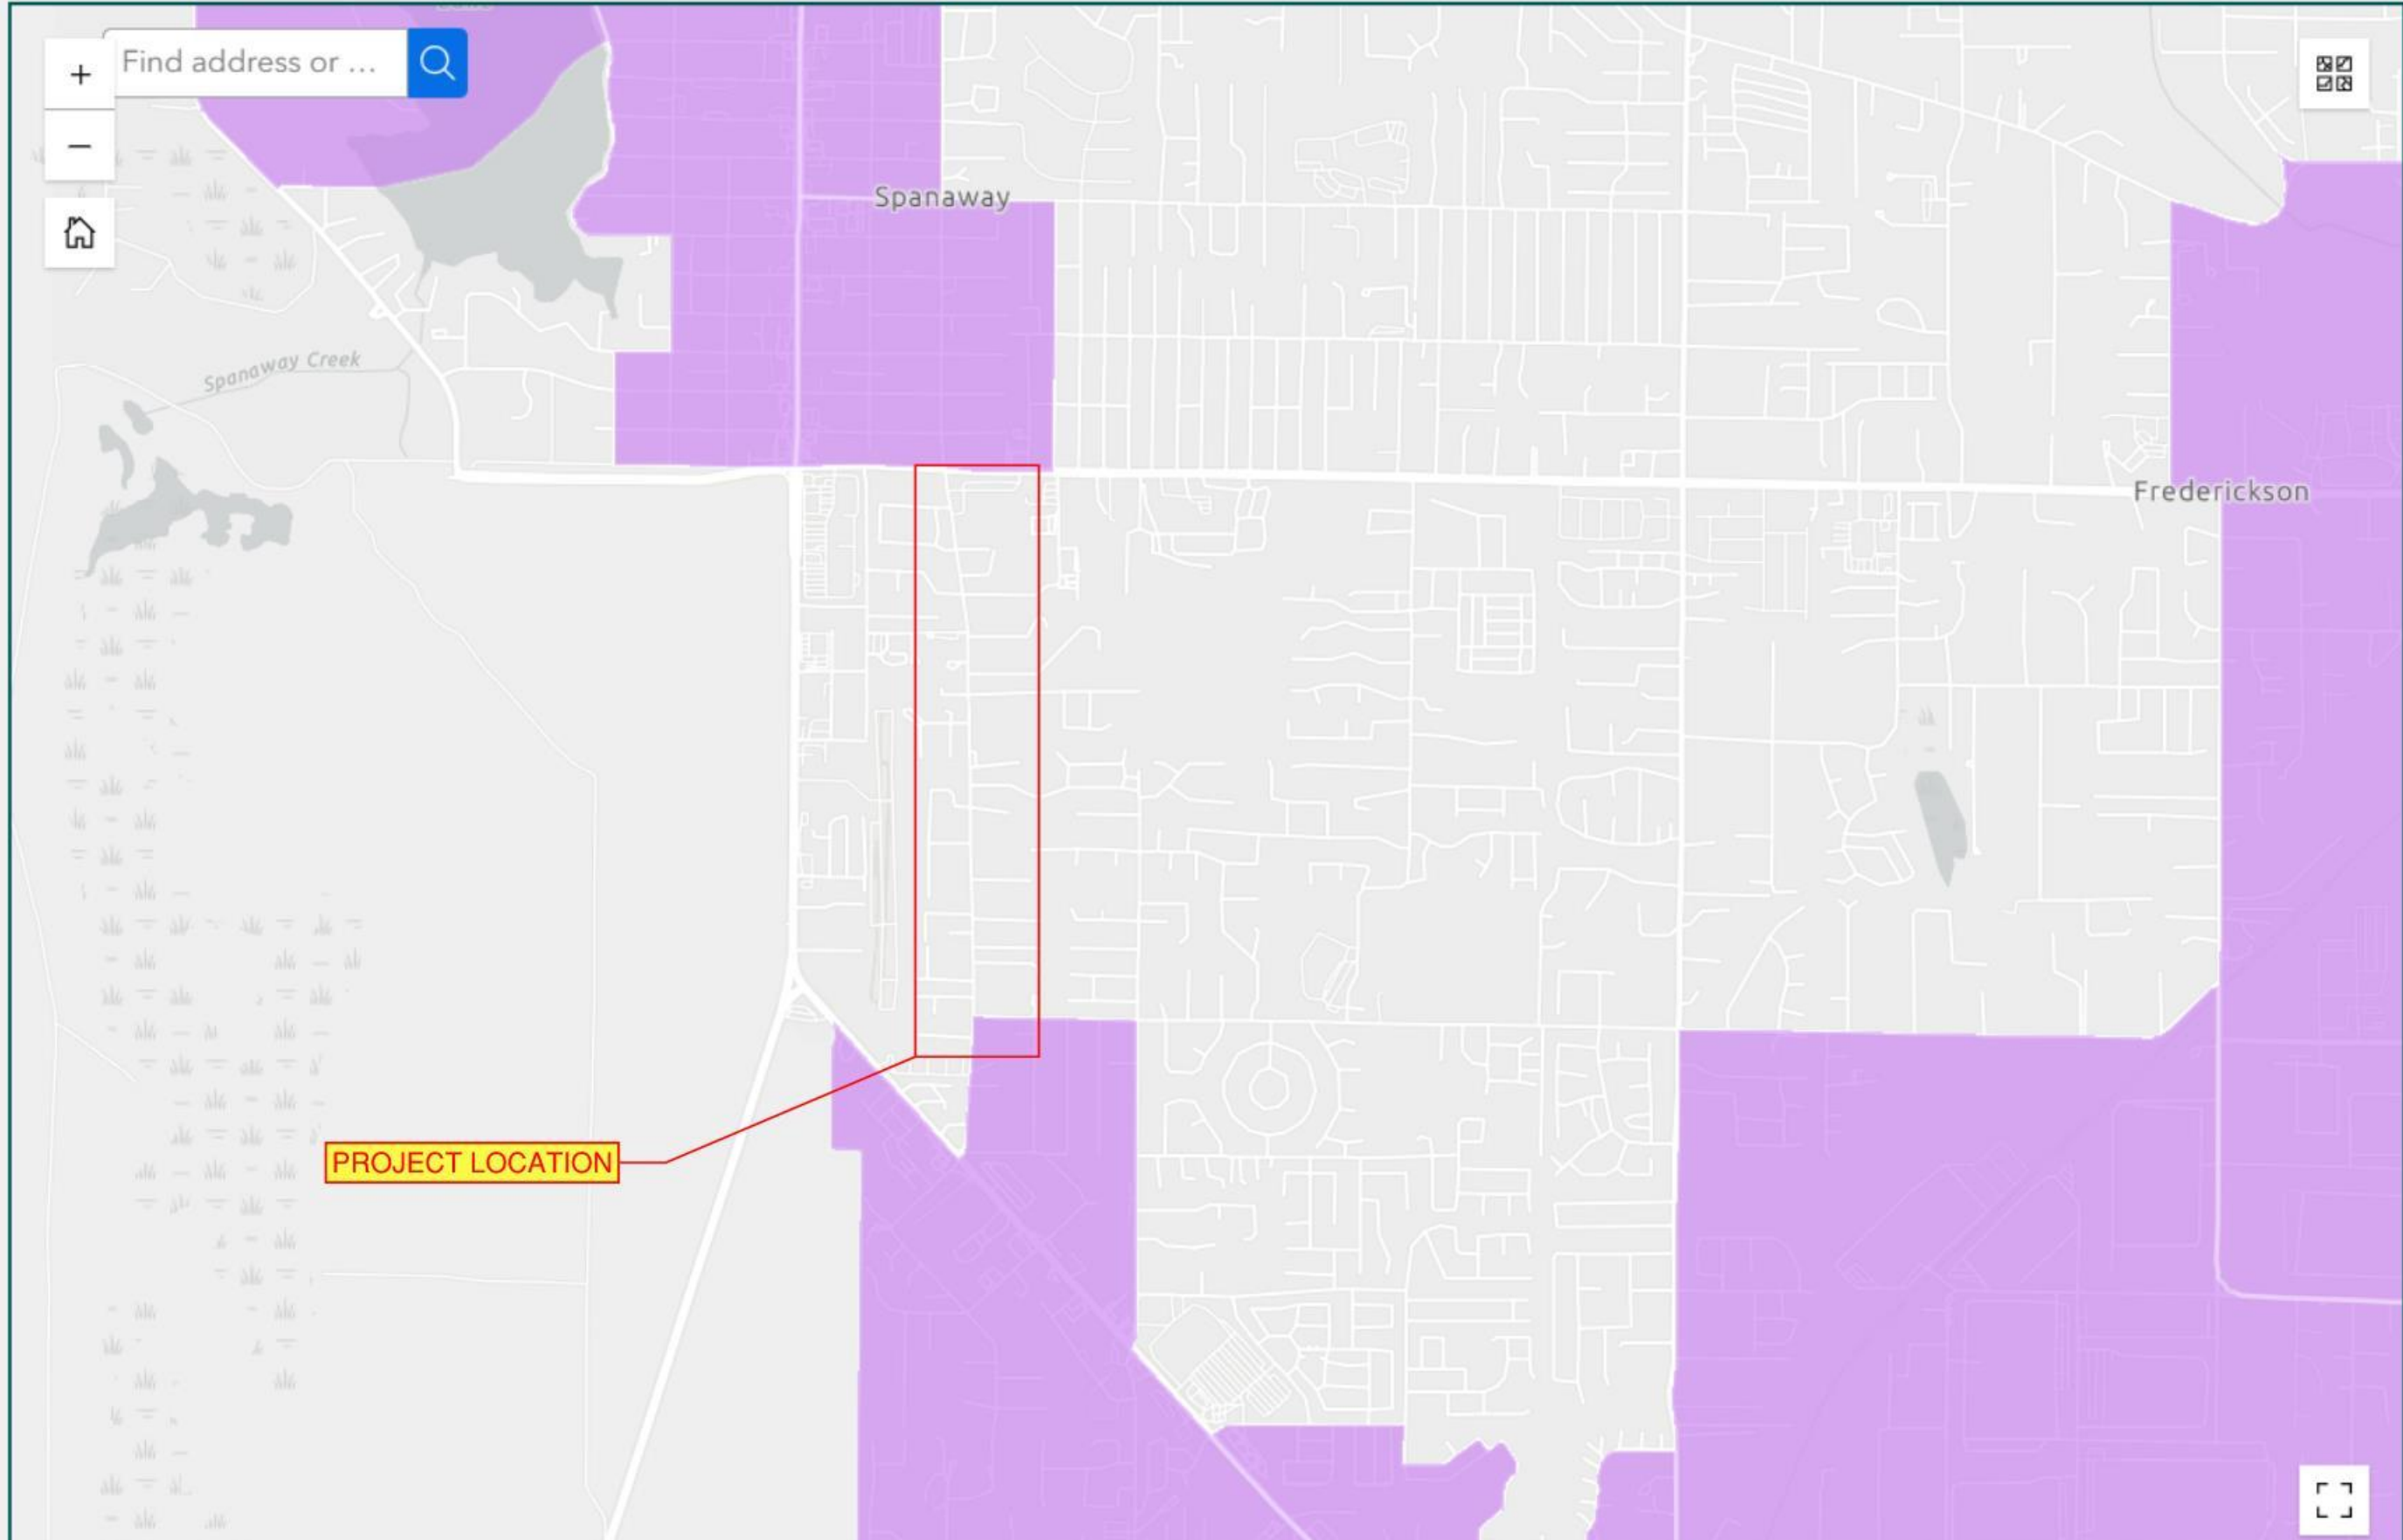 Find address or ...
Spanaway
Spanaway Creek
Frederickson
PROJECT LOCATION